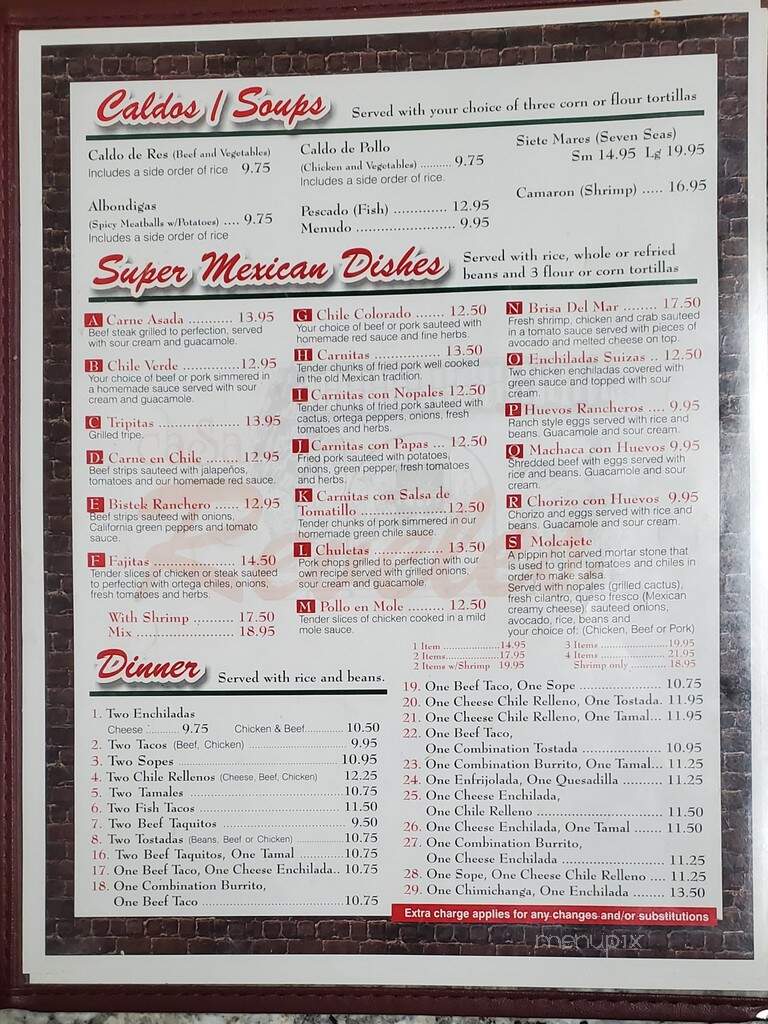 Caldos / Soups Served with your choice of three corn or flour tortillas
Caldo de Res (Beef and Vegetables)
Includes a side order of rice 9.75
Albondigas
(Spicy Meatballs w/Potatoes) .... 9.75
Includes a side order of rice
Caldo de Pollo
(Chicken and Vegetables) .......... 9.75
Includes a side order of rice.
Pescado (Fish) ............. 12.95
Menudo ........................ 9.95
Siete Mares (Seven Seas)
Sm 14.95 Lg 19.95
Camaron (Shrimp) ..... 16.95
Super Mexican Dishes Served with rice, whole or refried
beans and 3 flour or corn tortillas
A Carne Asada ........... 13.95
Beef steak grilled to perfection, served
with sour cream and guacamole.
B Chile Verde ..............12.95
Your choice of beef or pork simmered in
a homemade sauce served with sour
cream and guacamole.
C Tripitas .................... 13.95
Grilled tripe.
D Carne en Chile ....... 12.95
Beef strips sauteed with jalapeños,
tomatoes and our homemade red sauce.
E Bistek Ranchero ...... 12.95
Beef strips sauteed with onions,
California green peppers and tomato
sauce.
F Fajitas ..................... 14.50
Tender slices of chicken or steak sauteed
to perfection with ortega chiles, onions,
fresh tomatoes and herbs.
With Shrimp .......... 17.50
Mix ......................... 18.95
G Chile Colorado ....... 12.50
Your choice of beef or pork sauteed with
homemade red sauce and fine herbs.
H Carnitas ................. 13.50
Tender chunks of fried pork well cooked
in the old Mexican tradition.
I Carnitas con Nopales 12.50
Tender chunks of fried pork sauteed with
cactus, ortega peppers, onions, fresh
tomatoes and herbs.
J Carnitas con Papas ... 12.50
Fried pork sauteed with potatoes,
onions, green pepper, fresh tomatoes
and herbs.
K Carnitas con Salsa de
Tomatillo ...................12.50
Tender chunks of pork simmered in our
homemade green chile sauce.
L Chuletas ................. 13.50
Pork chops grilled to perfection with our
own recipe served with grilled onions,
sour cream and guacamole.
M Pollo en Mole ......... 12.50
Tender slices of chicken cooked in a mild
mole sauce.
N Brisa Del Mar ........ 17.50
Fresh shrimp, chicken and crab sauteed
in a tomato sauce served with pieces of
avocado and melted cheese on top.
O Enchiladas Suizas .. 12.50
Two chicken enchiladas covered with
green sauce and topped with sour
cream.
P Huevos Rancheros .... 9.95
Ranch style eggs served with rice and
beans. Guacamole and sour cream.
Q Machaca con Huevos 9.95
Shredded beef with eggs served with
rice and beans. Guacamole and sour
cream.
R Chorizo con Huevos 9.95
Chorizo and eggs served with rice and
beans. Guacamole and sour cream.
S Molcajete
A pippin hot carved mortar stone that
is used to grind tomatoes and chiles in
order to make salsa.
Served with nopales (grilled cactus),
fresh cilantro, queso fresco (Mexican
creamy cheese), sauteed onions,
avocado, rice, beans and
your choice of: (Chicken, Beef or Pork)
1 Item ....................14.95 3 Items .......................19.95
2 Items...................17.95 4 Items .......................21.95
2 Items w/Shrimp 19.95 Shrimp only ............ 18.95
Dinner Served with rice and beans.
1. Two Enchiladas
Cheese .......... 9.75 Chicken & Beef............ 10.50
2. Two Tacos (Beef, Chicken) ........................... 9.95
3. Two Sopes ............................................ 10.95
4. Two Chile Rellenos (Cheese, Beef, Chicken) 12.25
5. Two Tamales .........................................10.75
6. Two Fish Tacos .................................... 11.50
7. Two Beef Taquitos ................................. 9.50
8. Two Tostadas (Beans, Beef or Chicken) ..............10.75
16. Two Beef Taquitos, One Tamal ............10.75
17. One Beef Taco, One Cheese Enchilada.. 10.75
18. One Combination Burrito,
One Beef Taco .....................................10.75
19. One Beef Taco, One Sope ..................... 10.75
20. One Cheese Chile Relleno, One Tostada. 11.95
21. One Cheese Chile Relleno, One Tamal... 11.95
22. One Beef Taco,
One Combination Tostada .................... 10.95
23. One Combination Burrito, One Tamal... 11.25
24. One Enfrijolada, One Quesadilla .......... 11.25
25. One Cheese Enchilada,
One Chile Relleno ................................ 11.50
26. One Cheese Enchilada, One Tamal ....... 11.50
27. One Combination Burrito,
One Cheese Enchilada ......................... 11.25
28. One Sope, One Cheese Chile Relleno .... 11.25
29. One Chimichanga, One Enchilada ........ 13.50
Extra charge applies for any changes and/or substitutions
menupix